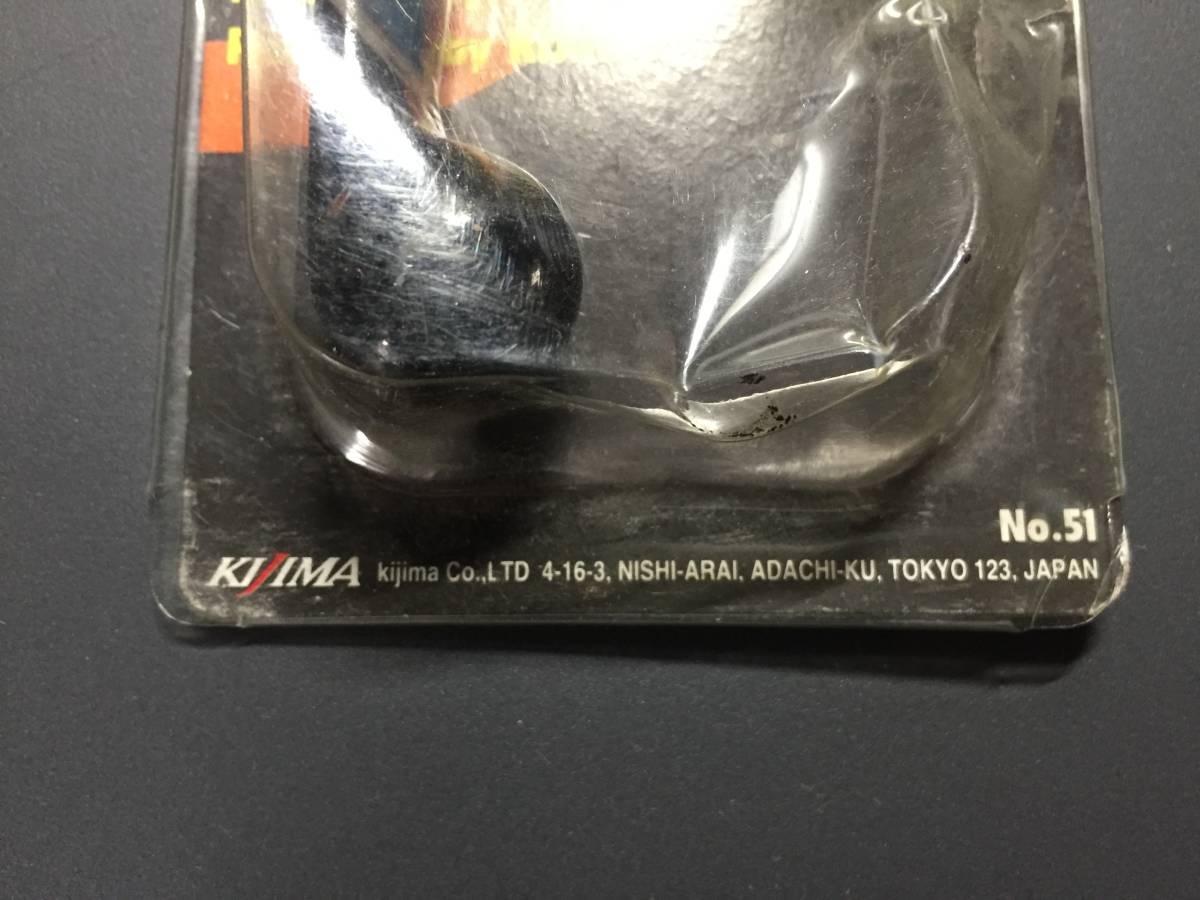 No.51
KIJIMA kijima Co.,LTD 4-16-3, NISHI-ARAI, ADACHI-KU, TOKYO 123, JAPAN